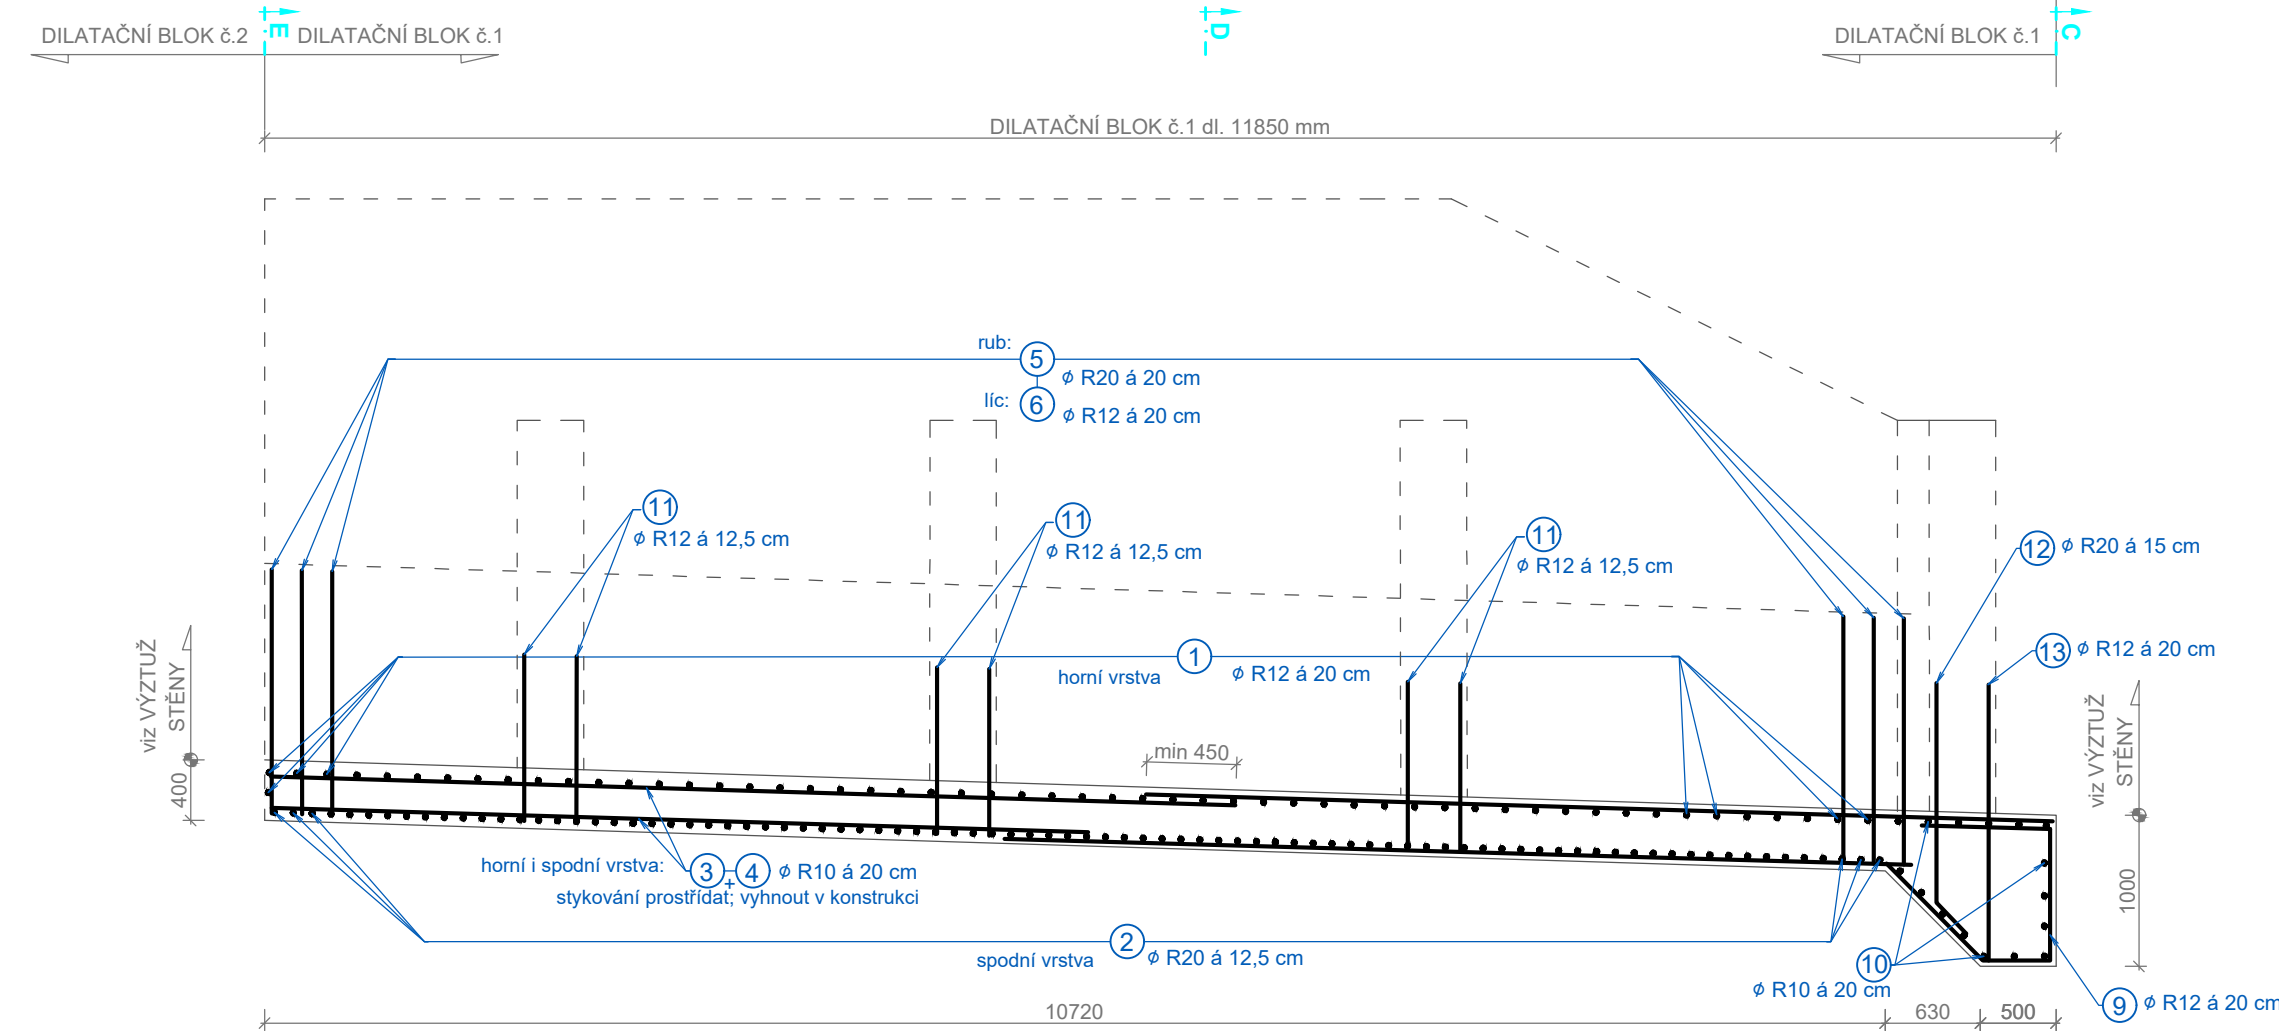 E
D
C
DILATAČNÍ BLOK č.2
DILATAČNÍ BLOK č.1
DILATAČNÍ BLOK č.1
DILATAČNÍ BLOK č.1 dl. 11850 mm
rub:
5
ϕ R20 á 20 cm
líc:
6
ϕ R12 á 20 cm
11
ϕ R12 á 12,5 cm
11
ϕ R12 á 12,5 cm
11
ϕ R12 á 12,5 cm
12
ϕ R20 á 15 cm
13
ϕ R12 á 20 cm
1
horní vrstva
ϕ R12 á 20 cm
viz VÝZTUŽ
STĚNY
400
min 450
viz VÝZTUŽ
STĚNY
1000
horní i spodní vrstva:
3
+
4
ϕ R10 á 20 cm
stykování prostřídat; vyhnout v konstrukci
2
spodní vrstva
ϕ R20 á 12,5 cm
10
ϕ R10 á 20 cm
9
ϕ R12 á 20 cm
10720
630
500